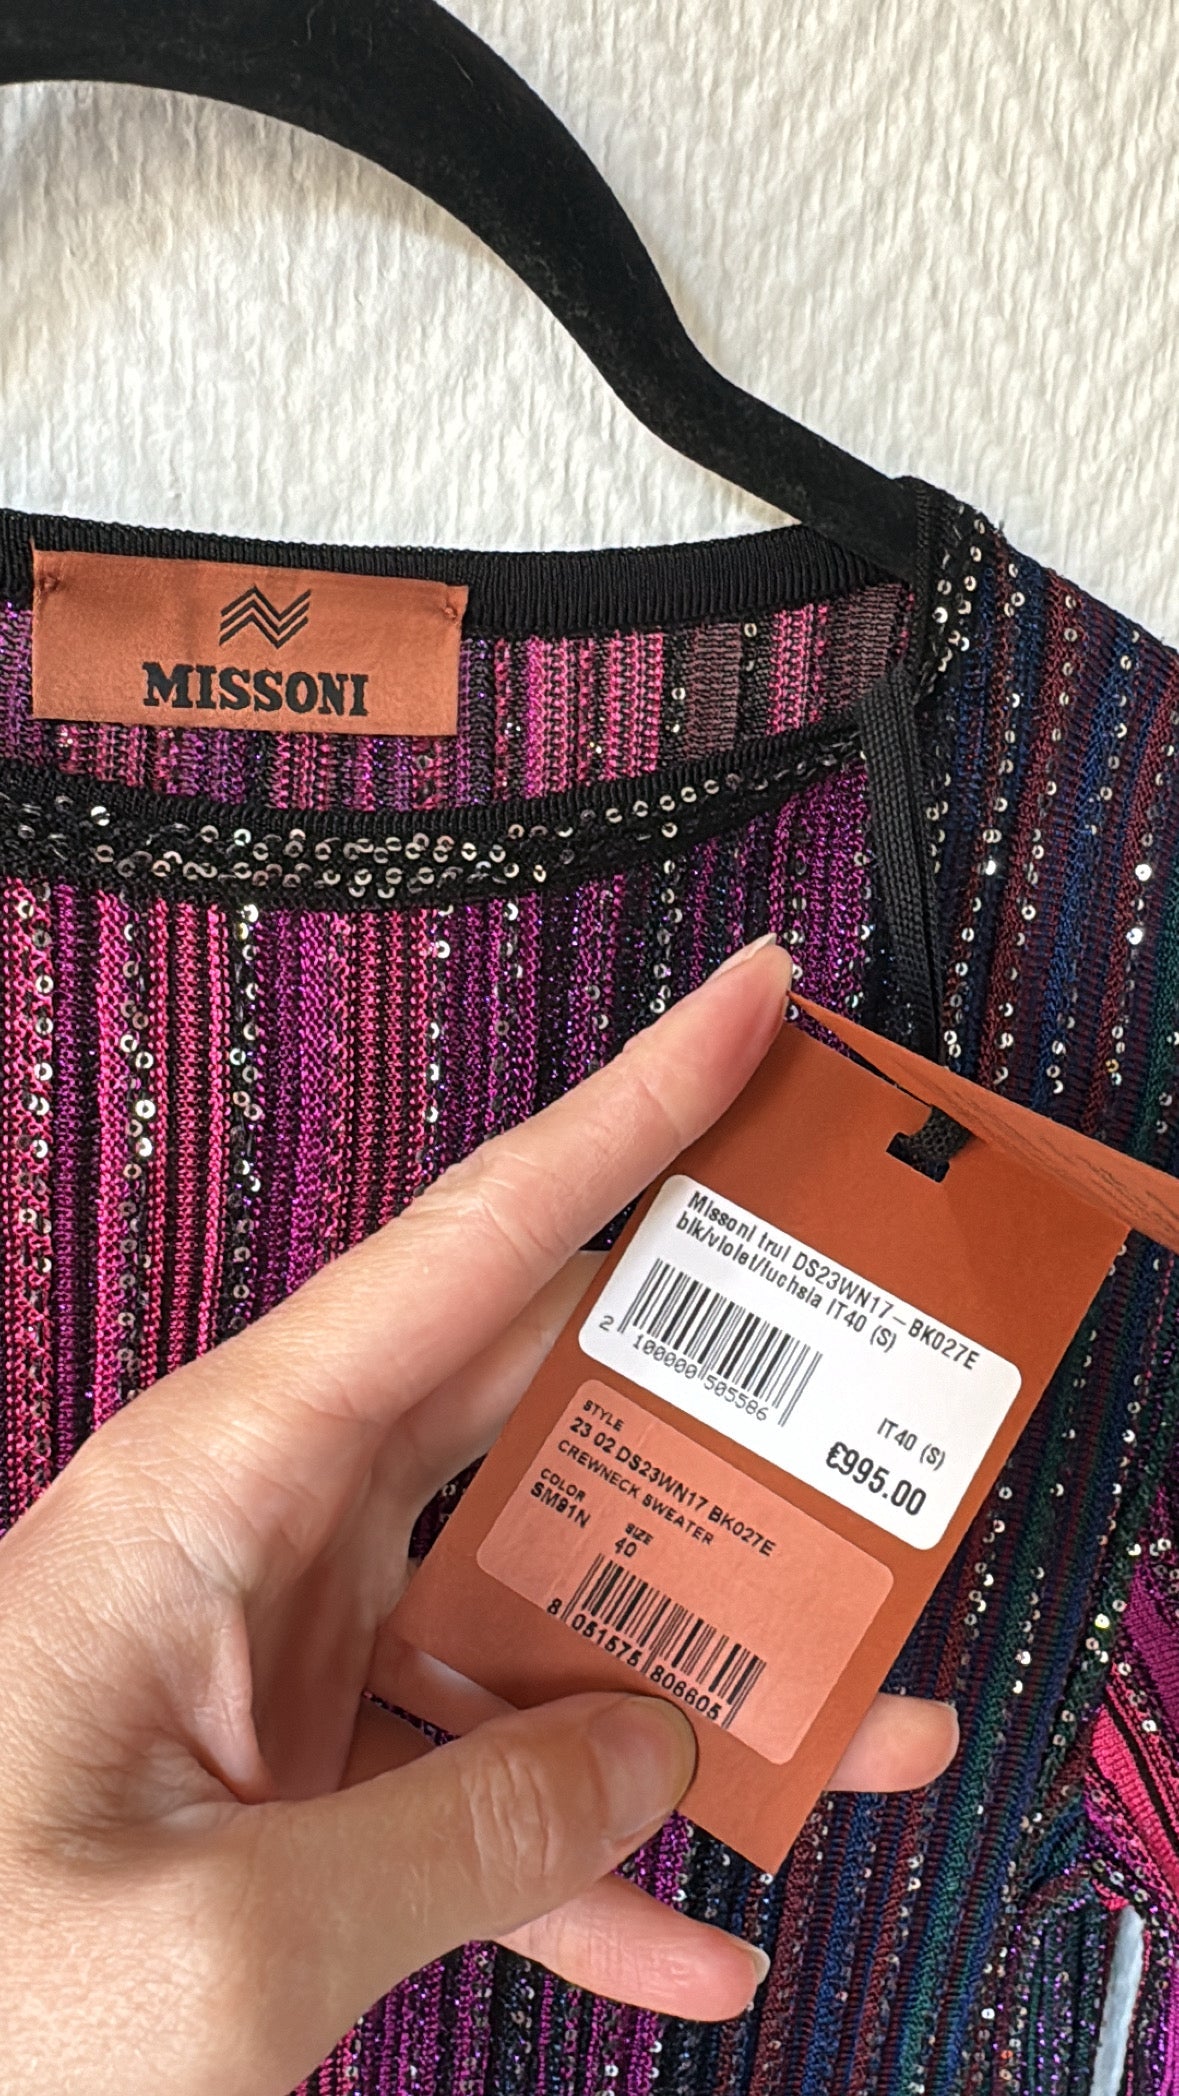 MISSONI
Missoni trui DS23WN17-BK027E
blk/violet/fuchsia IT40 (S)
2 100000 505586
IT40 (S)
€995.00
STYLE
23 02 DS23WN17 BK027E
CREWNECK SWEATER
COLOR
SM91N
SIZE
40
8 051575 806605